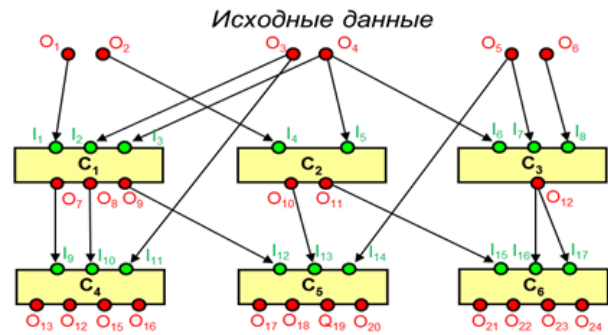 Исходные данные
O1 O2 O3 O4 O5 O6
I1 I2 I3 I4 I5 I6 I7 I8
C1 C2 C3
O7 O8 O9 O10 O11 O12
I9 I10 I11 I12 I13 I14 I15 I16 I17
C4 C5 C6
O13 O12 O15 O16 O17 O18 O19 O20 O21 O22 O23 O24